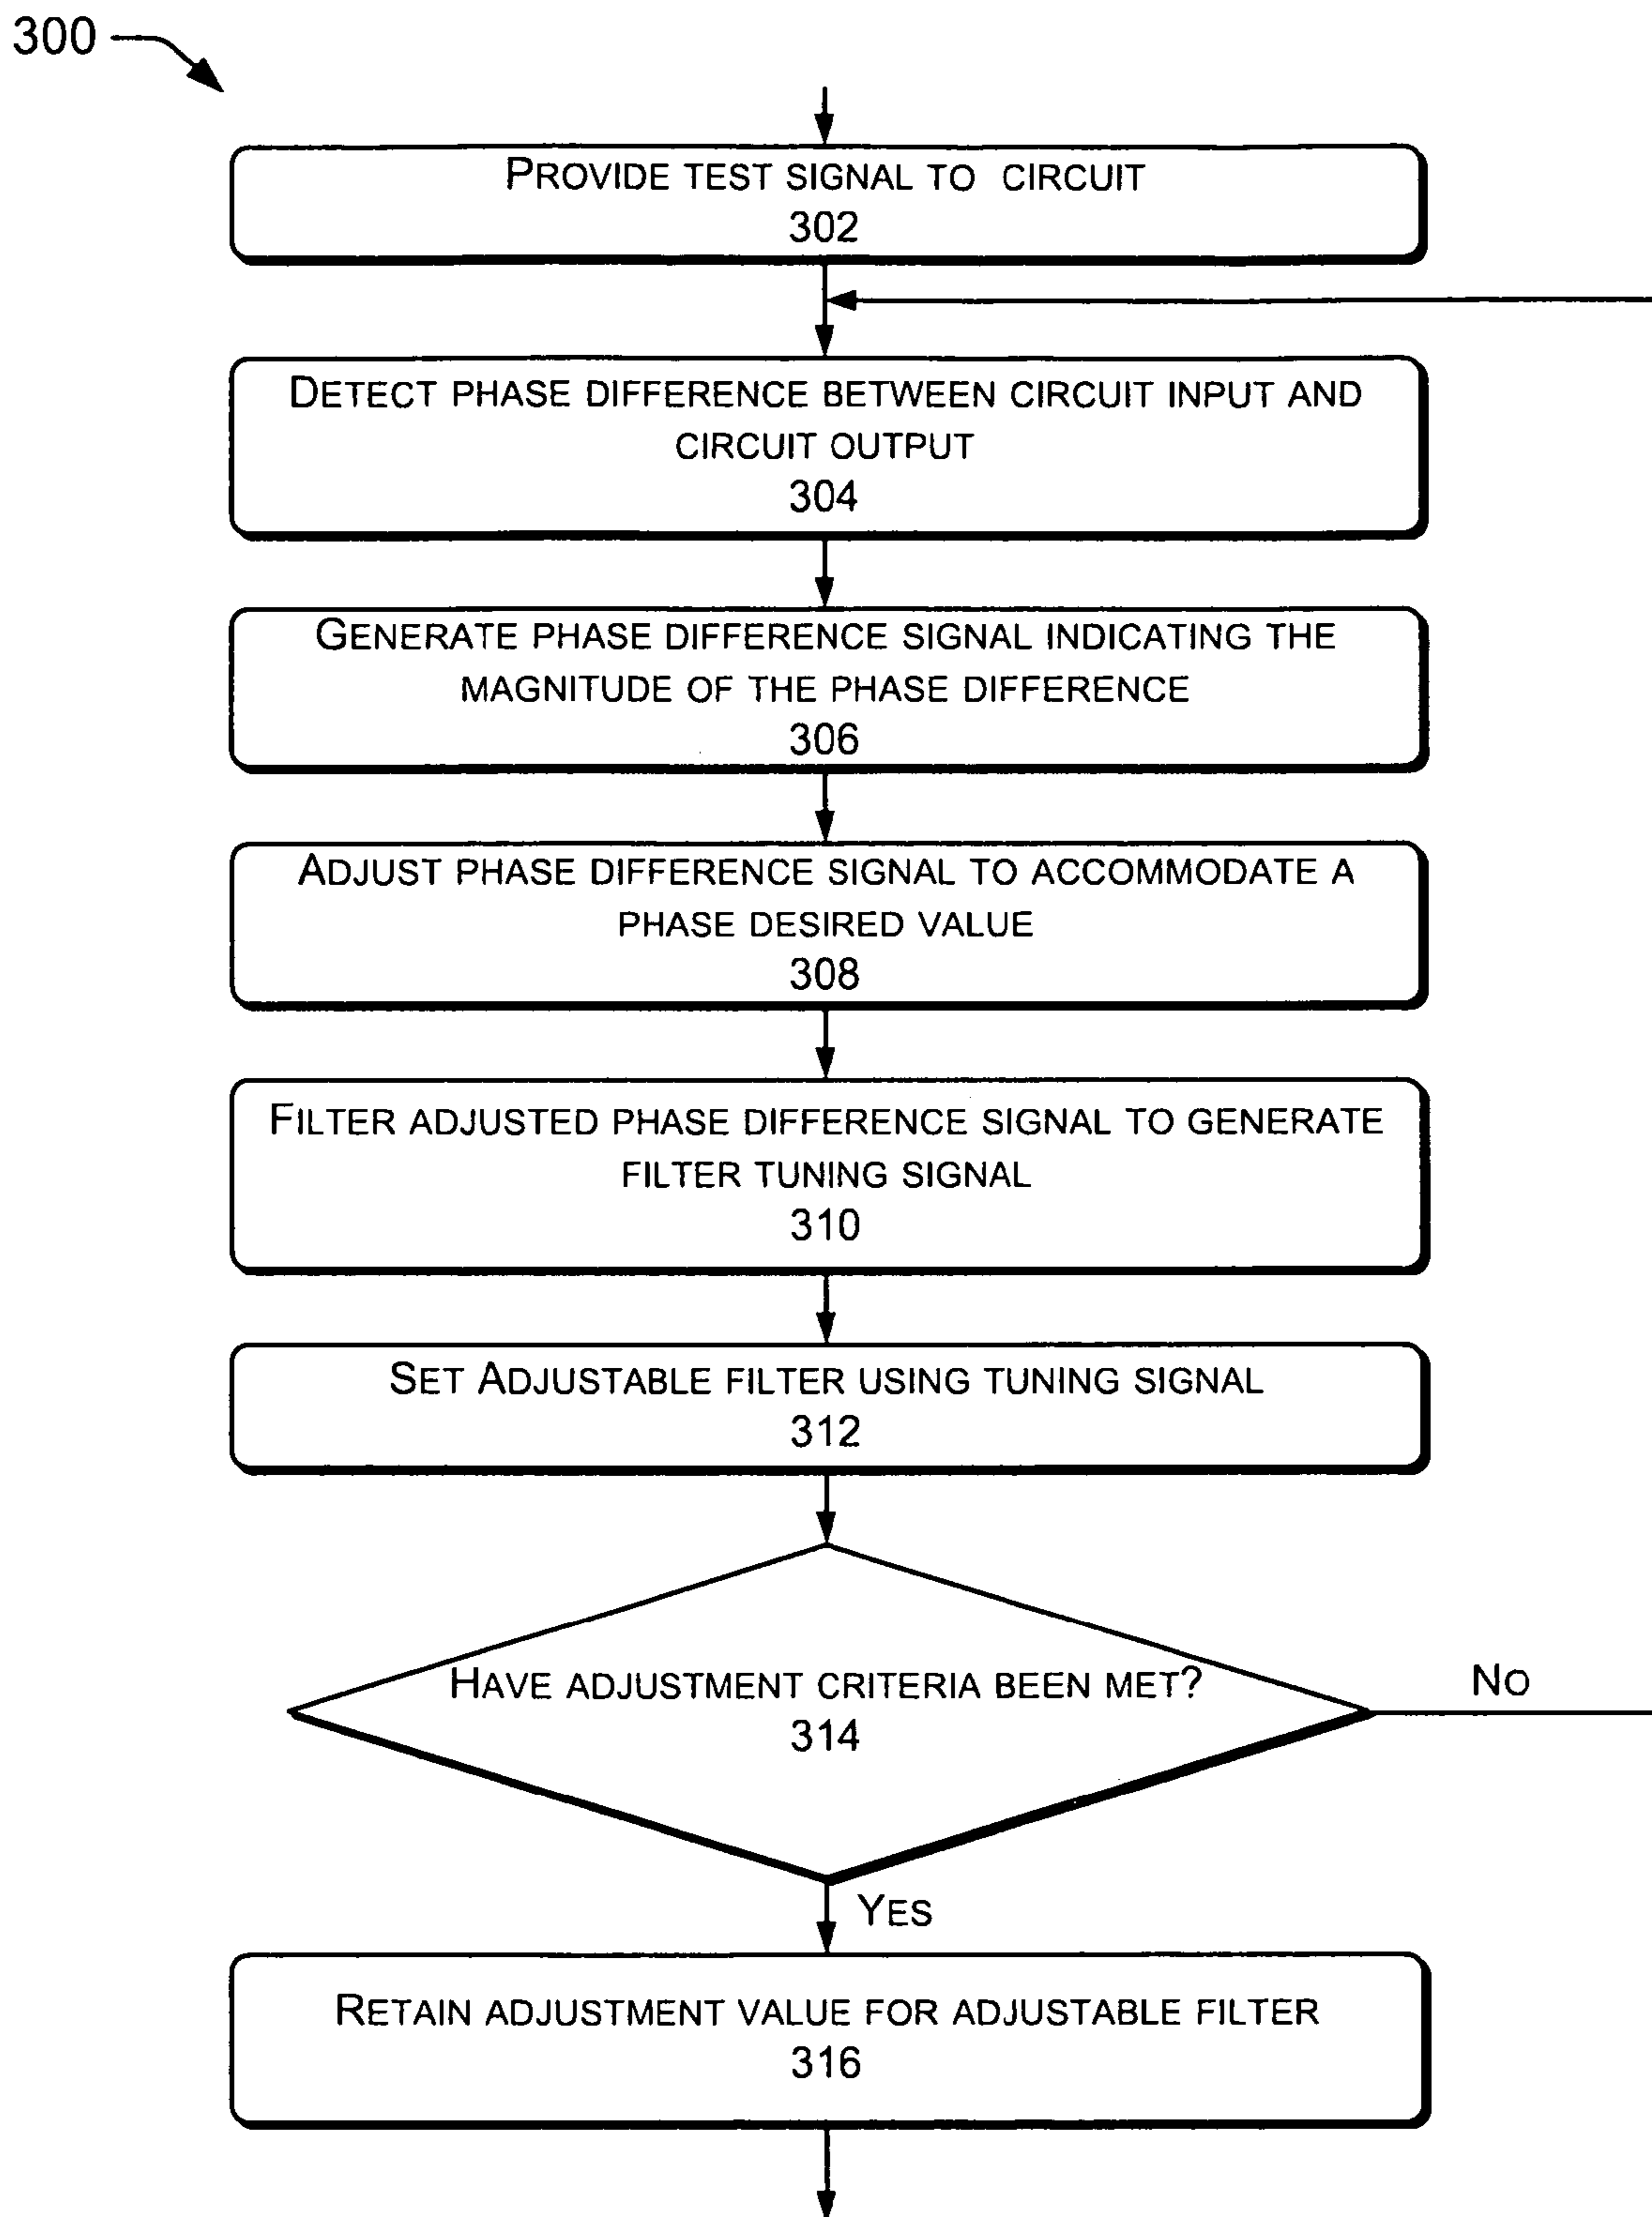 300
PROVIDE TEST SIGNAL TO CIRCUIT
302
DETECT PHASE DIFFERENCE BETWEEN CIRCUIT INPUT AND
CIRCUIT OUTPUT
304
GENERATE PHASE DIFFERENCE SIGNAL INDICATING THE
MAGNITUDE OF THE PHASE DIFFERENCE
306
ADJUST PHASE DIFFERENCE SIGNAL TO ACCOMMODATE A
PHASE DESIRED VALUE
308
FILTER ADJUSTED PHASE DIFFERENCE SIGNAL TO GENERATE
FILTER TUNING SIGNAL
310
SET ADJUSTABLE FILTER USING TUNING SIGNAL
312
HAVE ADJUSTMENT CRITERIA BEEN MET?
314
NO
YES
RETAIN ADJUSTMENT VALUE FOR ADJUSTABLE FILTER
316